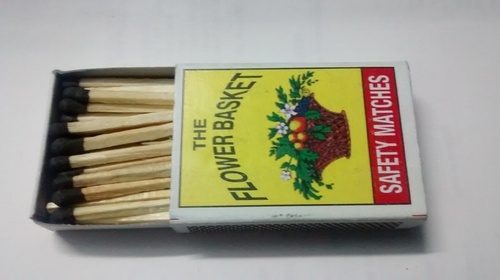 THE
FLOWER BASKET
SAFETY MATCHES